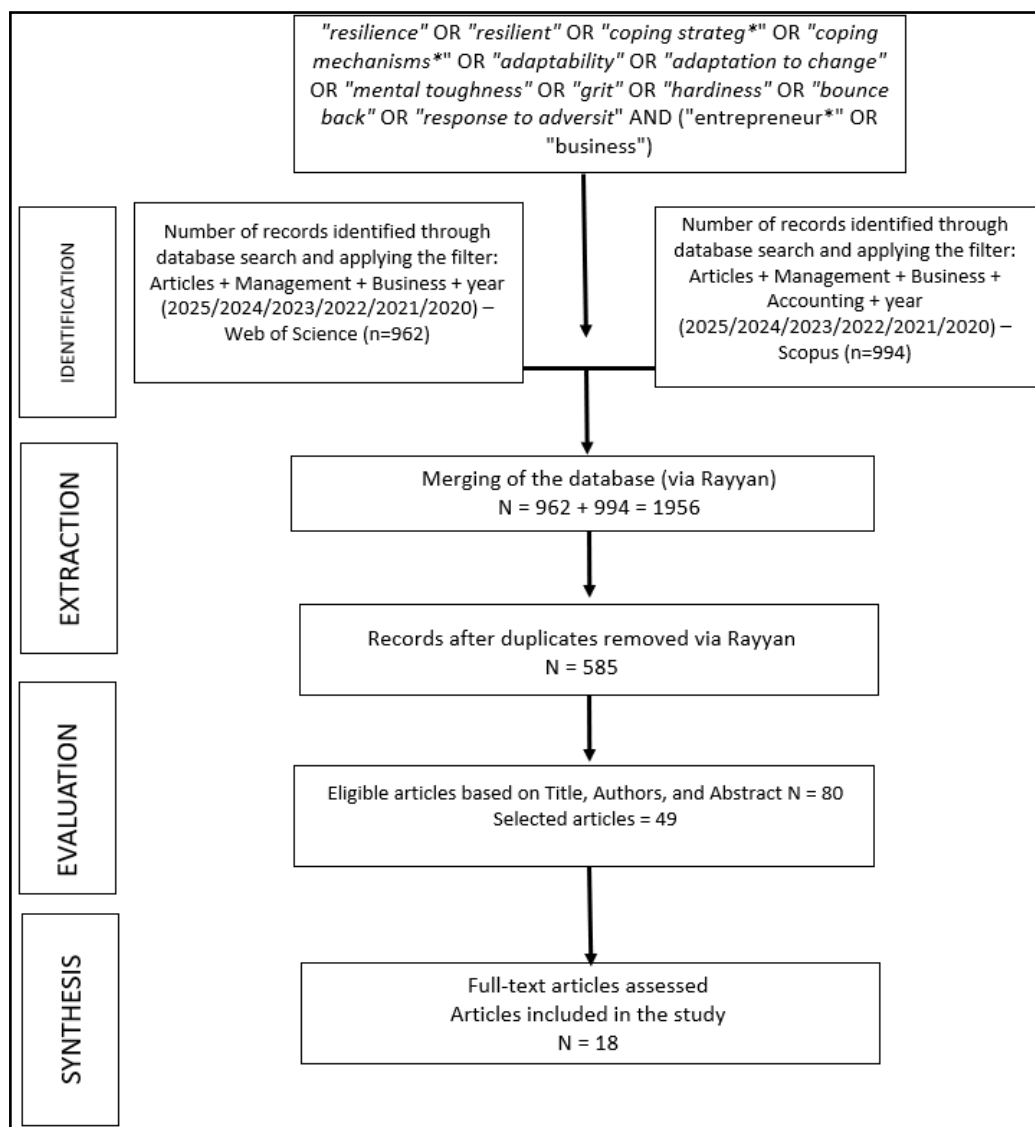 "resilience" OR "resilient" OR "coping strateg*" OR "coping
mechanisms*" OR "adaptability" OR "adaptation to change"
OR "mental toughness" OR "grit" OR "hardiness" OR "bounce
back" OR "response to adversit" AND ("entrepreneur*" OR
"business")
IDENTIFICATION
Number of records identified through
database search and applying the filter:
Articles + Management + Business + year
(2025/2024/2023/2022/2021/2020) –
Web of Science (n=962)
Number of records identified through
database search and applying the filter:
Articles + Management + Business +
Accounting + year
(2025/2024/2023/2022/2021/2020) –
Scopus (n=994)
EXTRACTION
Merging of the database (via Rayyan)
N = 962 + 994 = 1956
Records after duplicates removed via Rayyan
N = 585
EVALUATION
Eligible articles based on Title, Authors, and Abstract N = 80
Selected articles = 49
SYNTHESIS
Full-text articles assessed
Articles included in the study
N = 18